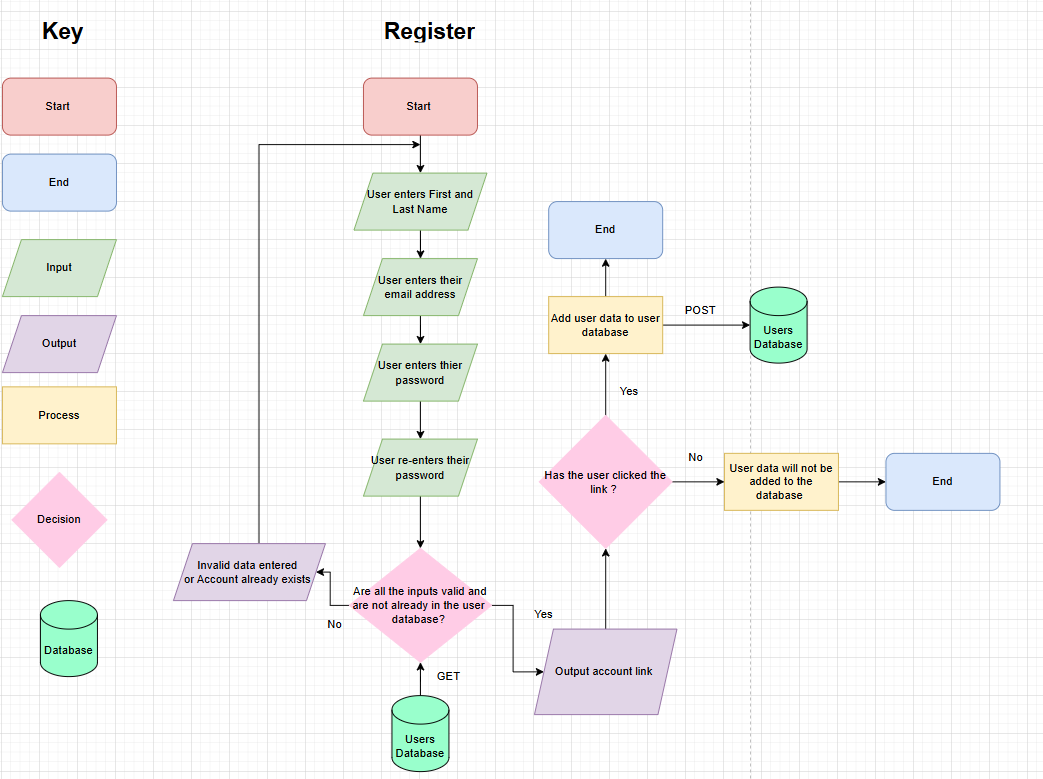 Key
Register
Start
End
Input
Output
Process
Decision
Database
Start
User enters First and
Last Name
User enters their
email address
User enters thier
password
User re-enters their
password
Invalid data entered
or Account already exists
Are all the inputs valid and
are not already in the user
database?
No
Yes
GET
Users
Database
Output account link
Has the user clicked the
link ?
Yes
No
Add user data to user
database
POST
Users
Database
End
User data will not be
added to the
database
End